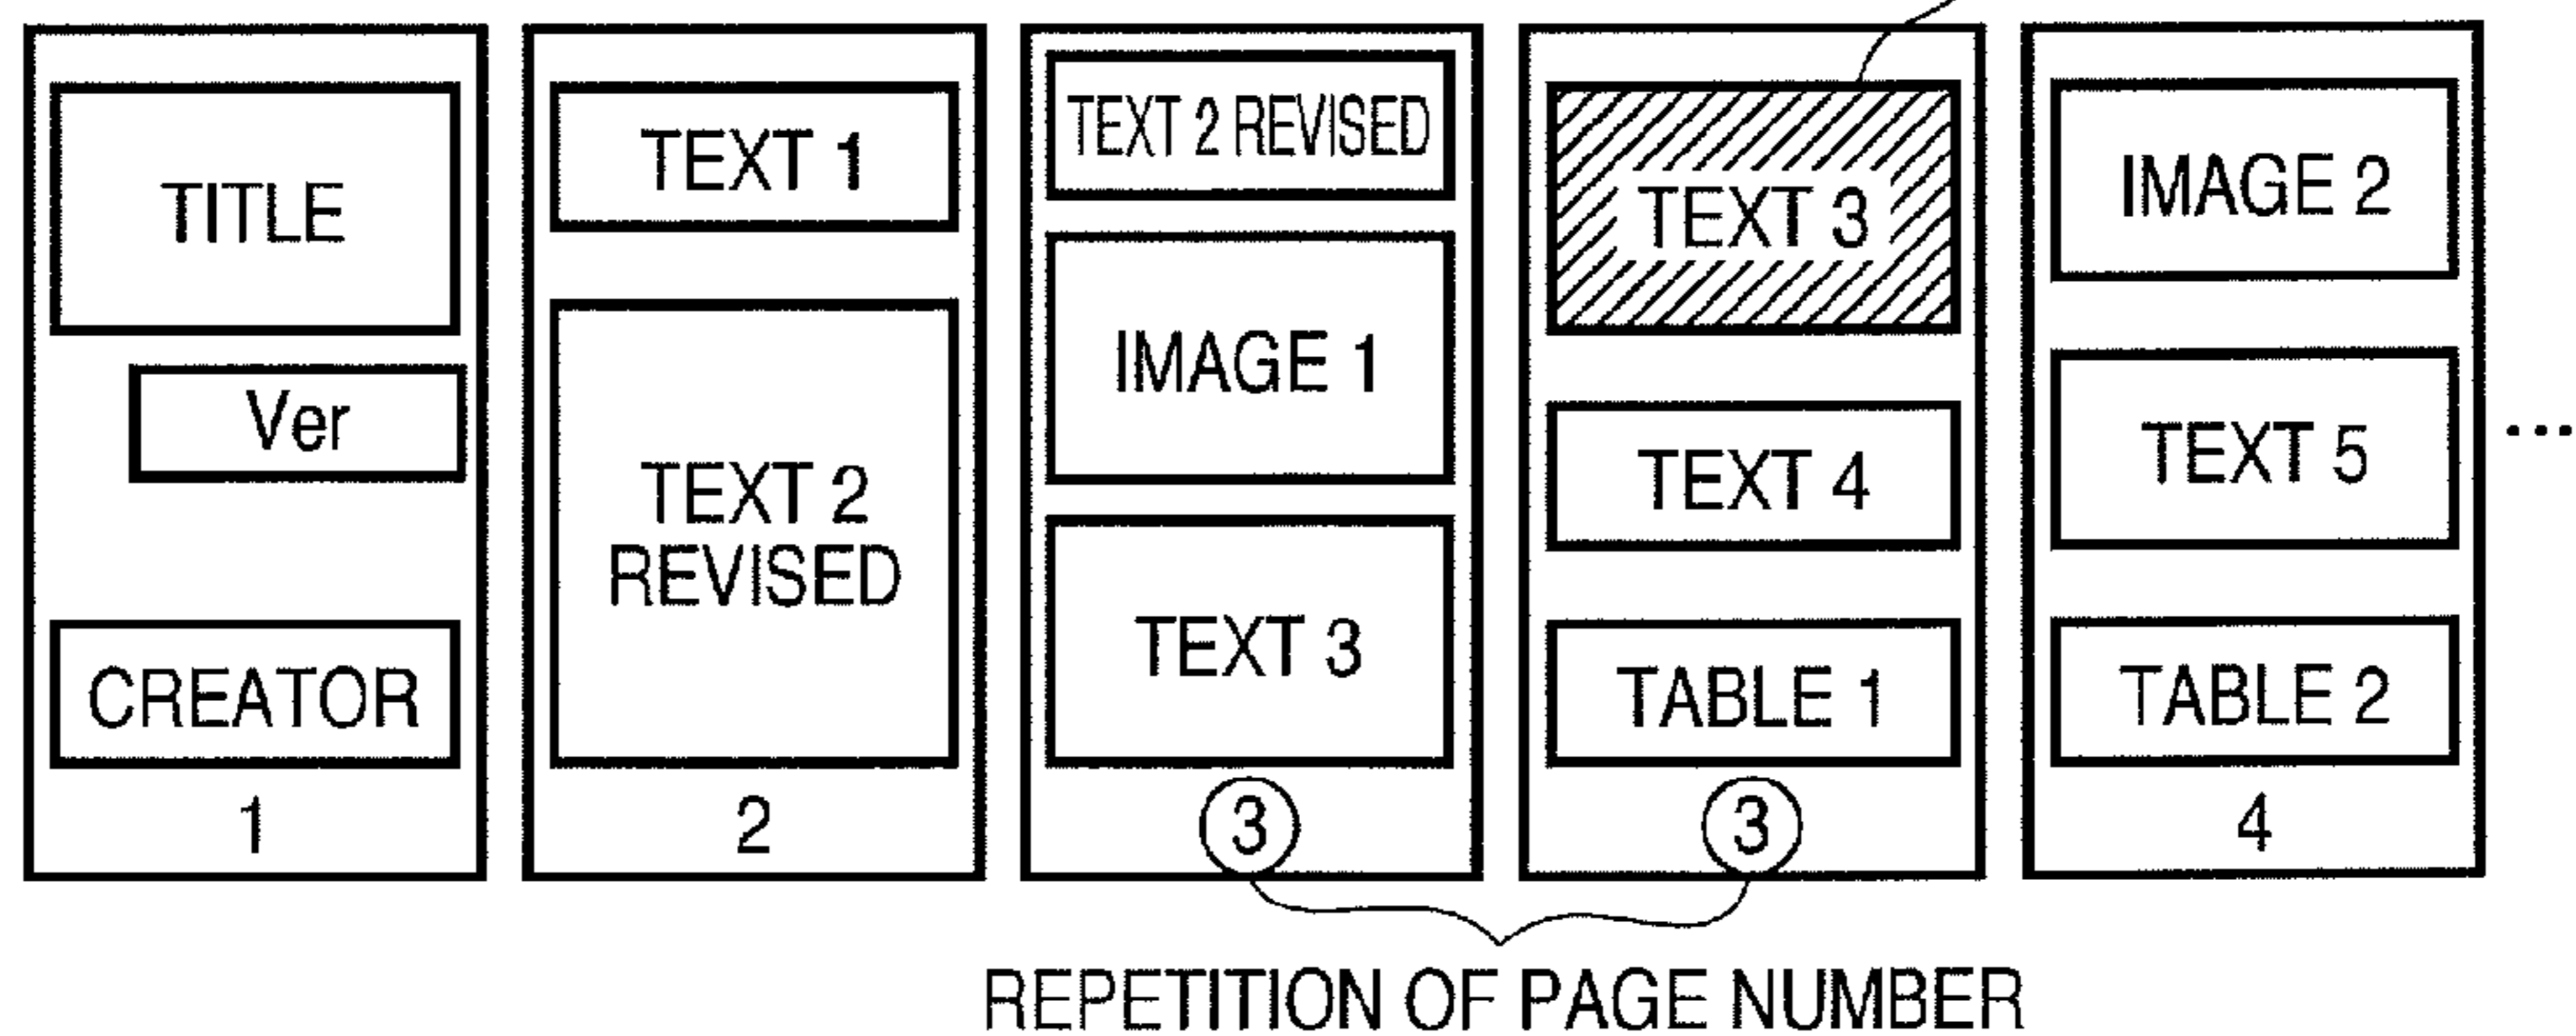 TITLE
Ver
CREATOR
1
TEXT 1
TEXT 2
REVISED
2
TEXT 2 REVISED
IMAGE 1
TEXT 3
3
TEXT 3
TEXT 4
TABLE 1
3
IMAGE 2
TEXT 5
TABLE 2
4
...
REPETITION OF PAGE NUMBER